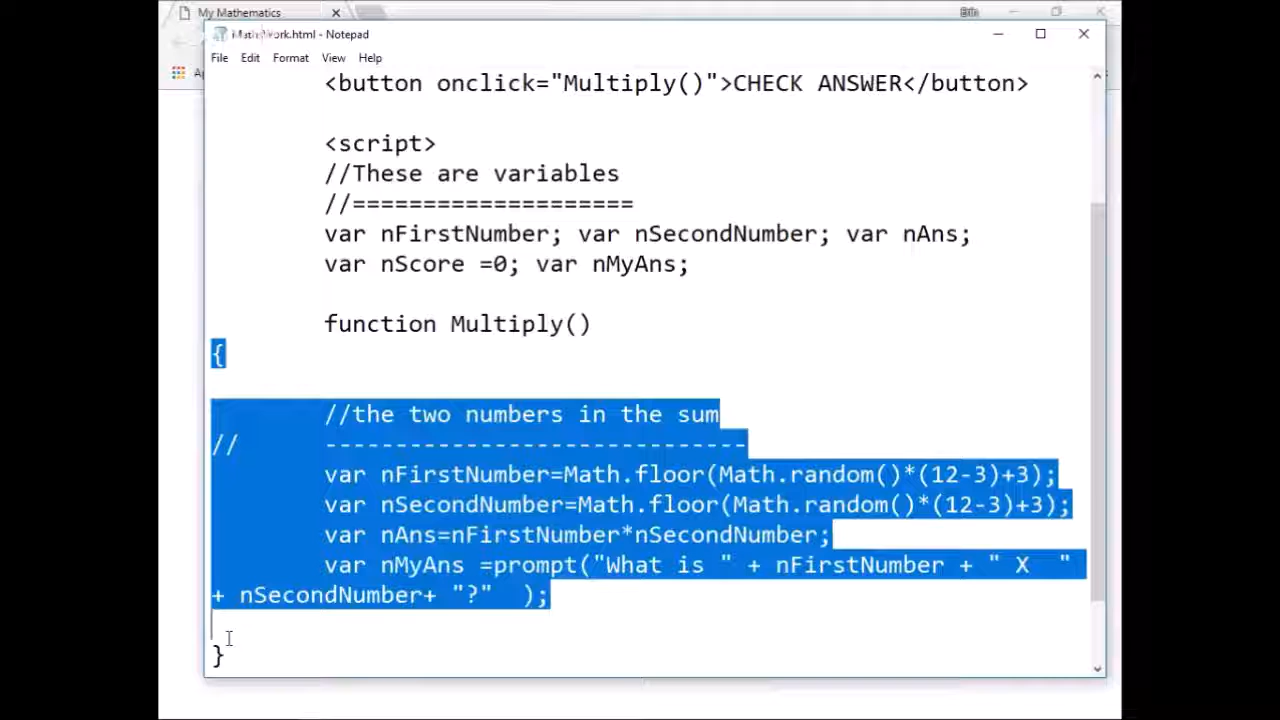 My Mathematics
MathWork.html - Notepad
File Edit Format View Help
<button onclick="Multiply()">CHECK ANSWER</button>
<script>
//These are variables
//====================
var nFirstNumber; var nSecondNumber; var nAns;
var nScore =0; var nMyAns;
function Multiply()
{
//the two numbers in the sum
// ------------------------------
var nFirstNumber=Math.floor(Math.random()*(12-3)+3);
var nSecondNumber=Math.floor(Math.random()*(12-3)+3);
var nAns=nFirstNumber*nSecondNumber;
var nMyAns =prompt("What is " + nFirstNumber + " X  "
+ nSecondNumber+ "?"  );
}